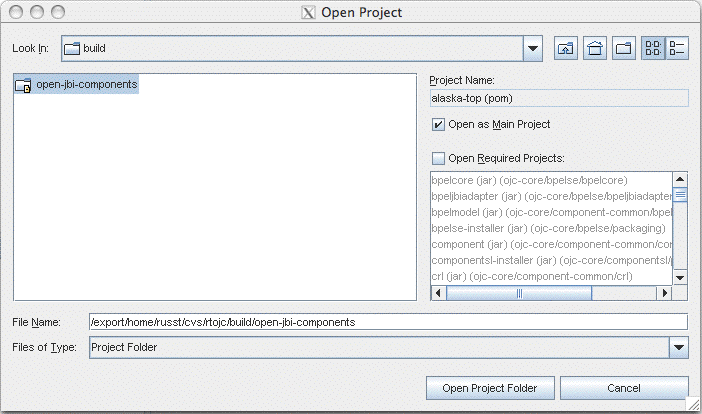 Open Project
Look In: build
open-jbi-components
Project Name:
alaska-top (pom)
Open as Main Project
Open Required Projects:
bpelcore (jar) (ojc-core/bpelse/bpelcore)
bpeljbiadapter (jar) (ojc-core/bpelse/bpeljbiadapter
bpelmodel (jar) (ojc-core/component-common/bpel
bpelse-installer (jar) (ojc-core/bpelse/packaging)
component (jar) (ojc-core/component-common/cor
componentsl-installer (jar) (ojc-core/componentsl/
crl (jar) (ojc-core/component-common/crl)
File Name: /export/home/russt/cvs/rtojc/build/open-jbi-components
Files of Type: Project Folder
Open Project Folder
Cancel